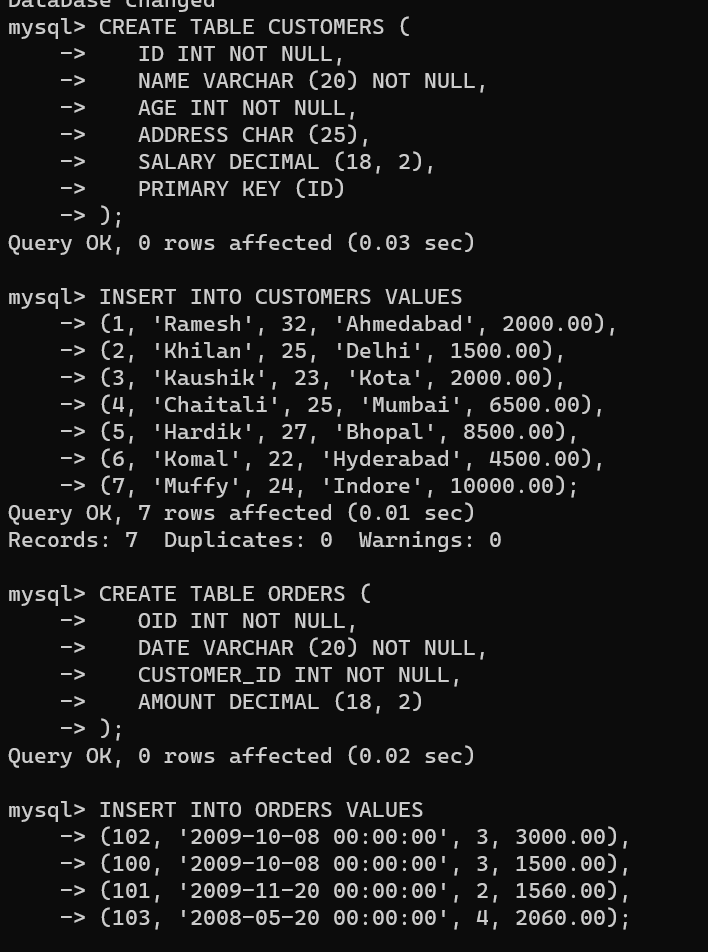 Database changed
mysql> CREATE TABLE CUSTOMERS (
    ->    ID INT NOT NULL,
    ->    NAME VARCHAR (20) NOT NULL,
    ->    AGE INT NOT NULL,
    ->    ADDRESS CHAR (25),
    ->    SALARY DECIMAL (18, 2),
    ->    PRIMARY KEY (ID)
    -> );
Query OK, 0 rows affected (0.03 sec)

mysql> INSERT INTO CUSTOMERS VALUES
    -> (1, 'Ramesh', 32, 'Ahmedabad', 2000.00),
    -> (2, 'Khilan', 25, 'Delhi', 1500.00),
    -> (3, 'Kaushik', 23, 'Kota', 2000.00),
    -> (4, 'Chaitali', 25, 'Mumbai', 6500.00),
    -> (5, 'Hardik', 27, 'Bhopal', 8500.00),
    -> (6, 'Komal', 22, 'Hyderabad', 4500.00),
    -> (7, 'Muffy', 24, 'Indore', 10000.00);
Query OK, 7 rows affected (0.01 sec)
Records: 7  Duplicates: 0  Warnings: 0

mysql> CREATE TABLE ORDERS (
    ->    OID INT NOT NULL,
    ->    DATE VARCHAR (20) NOT NULL,
    ->    CUSTOMER_ID INT NOT NULL,
    ->    AMOUNT DECIMAL (18, 2)
    -> );
Query OK, 0 rows affected (0.02 sec)

mysql> INSERT INTO ORDERS VALUES
    -> (102, '2009-10-08 00:00:00', 3, 3000.00),
    -> (100, '2009-10-08 00:00:00', 3, 1500.00),
    -> (101, '2009-11-20 00:00:00', 2, 1560.00),
    -> (103, '2008-05-20 00:00:00', 4, 2060.00);